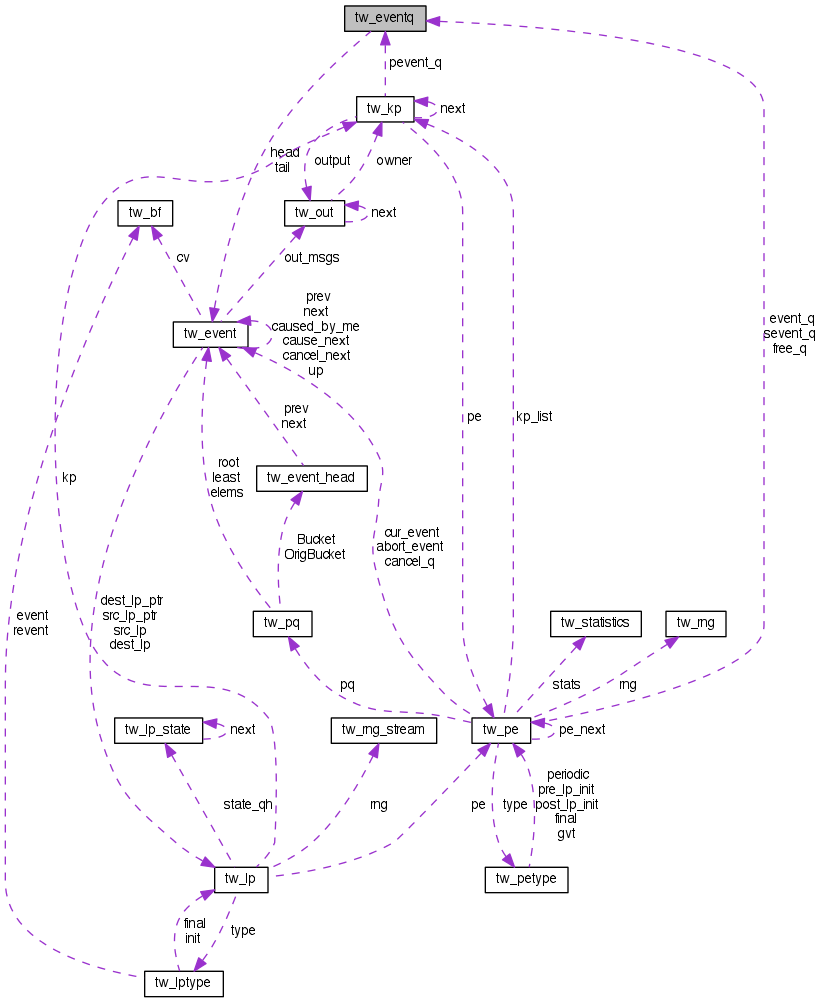 tw_eventq
pevent_q
tw_kp
next
head
tail
output
owner
tw_bf
tw_out
next
cv
out_msgs
prev
next
caused_by_me
cause_next
cancel_next
up
tw_event
event_q
sevent_q
free_q
pe
kp_list
prev
next
kp
root
least
elems
tw_event_head
cur_event
abort_event
cancel_q
Bucket
OrigBucket
dest_lp_ptr
src_lp_ptr
src_lp
dest_lp
event
revent
tw_pq
tw_statistics
tw_rng
pq
stats
rng
tw_lp_state
next
tw_rng_stream
tw_pe
pe_next
state_qh
rng
pe
type
periodic
pre_lp_init
post_lp_init
final
gvt
tw_lp
tw_petype
final
init
type
tw_lptype